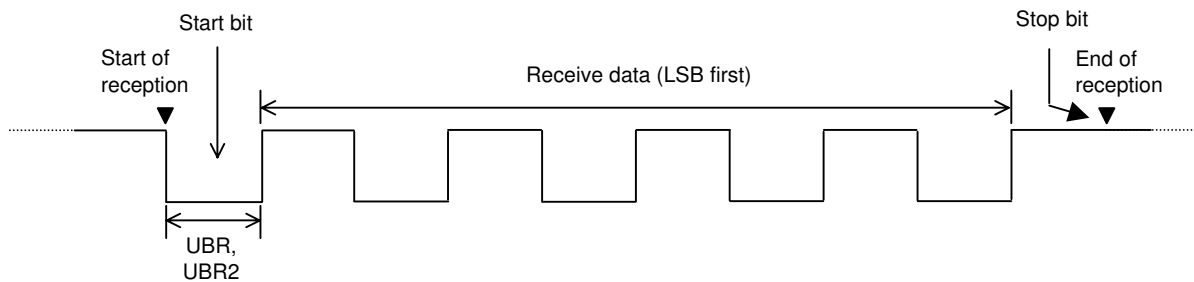 Start bit
Stop bit
Start of
reception
End of
reception
Receive data (LSB first)
UBR,
UBR2